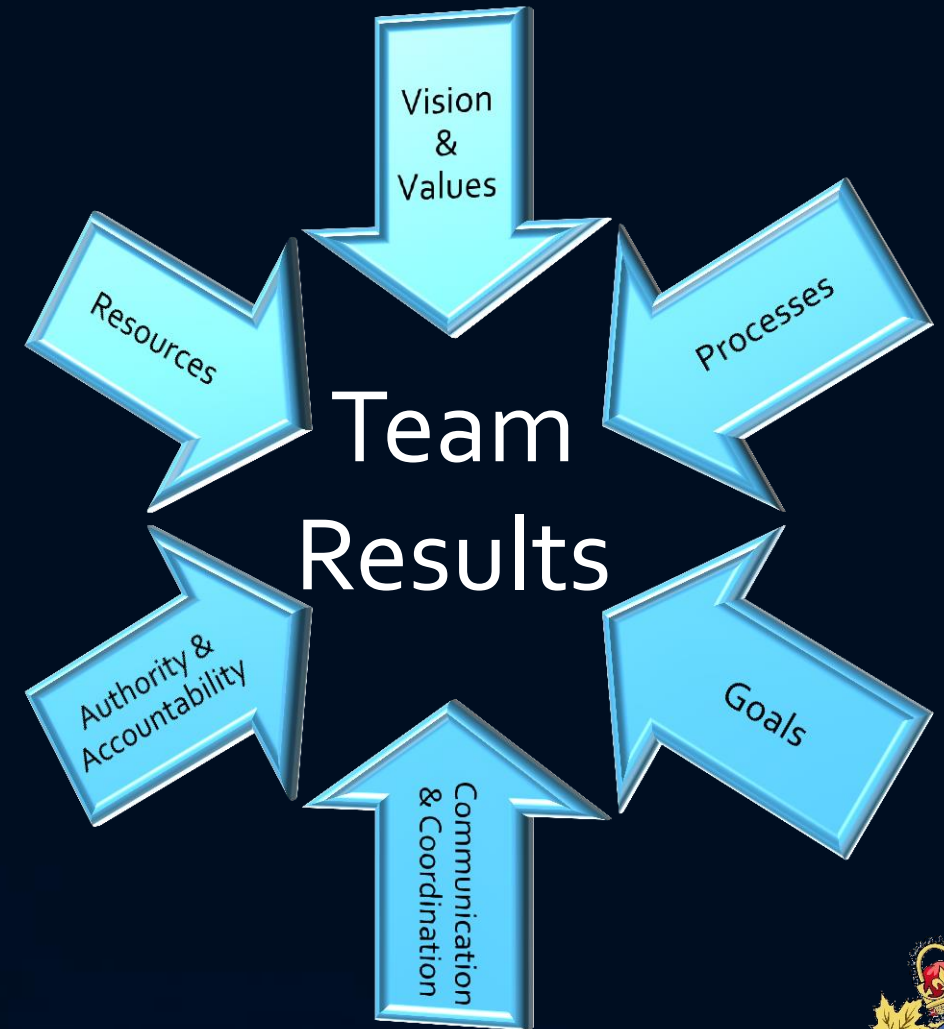 Vision
&
Values
Processes
Goals
Communication
& Coordination
Authority &
Accountability
Resources
Team
Results